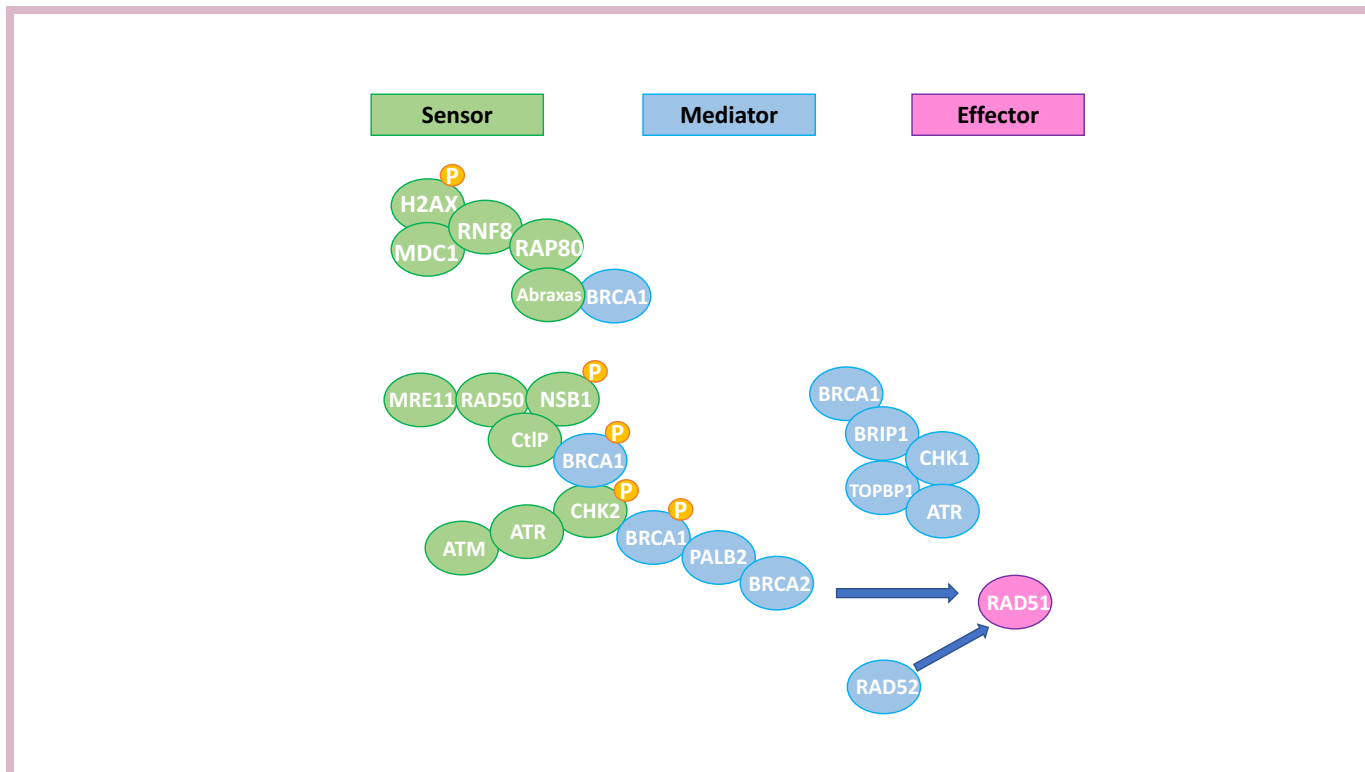 Sensor
Mediator
Effector
P
H2AX
RNF8
MDC1
RAP80
Abraxas
BRCA1
P
MRE11
RAD50
NSB1
CtIP
P
BRCA1
BRCA1
BRIP1
CHK1
TOPBP1
ATR
P
CHK2
P
ATR
ATM
BRCA1
PALB2
BRCA2
RAD51
RAD52